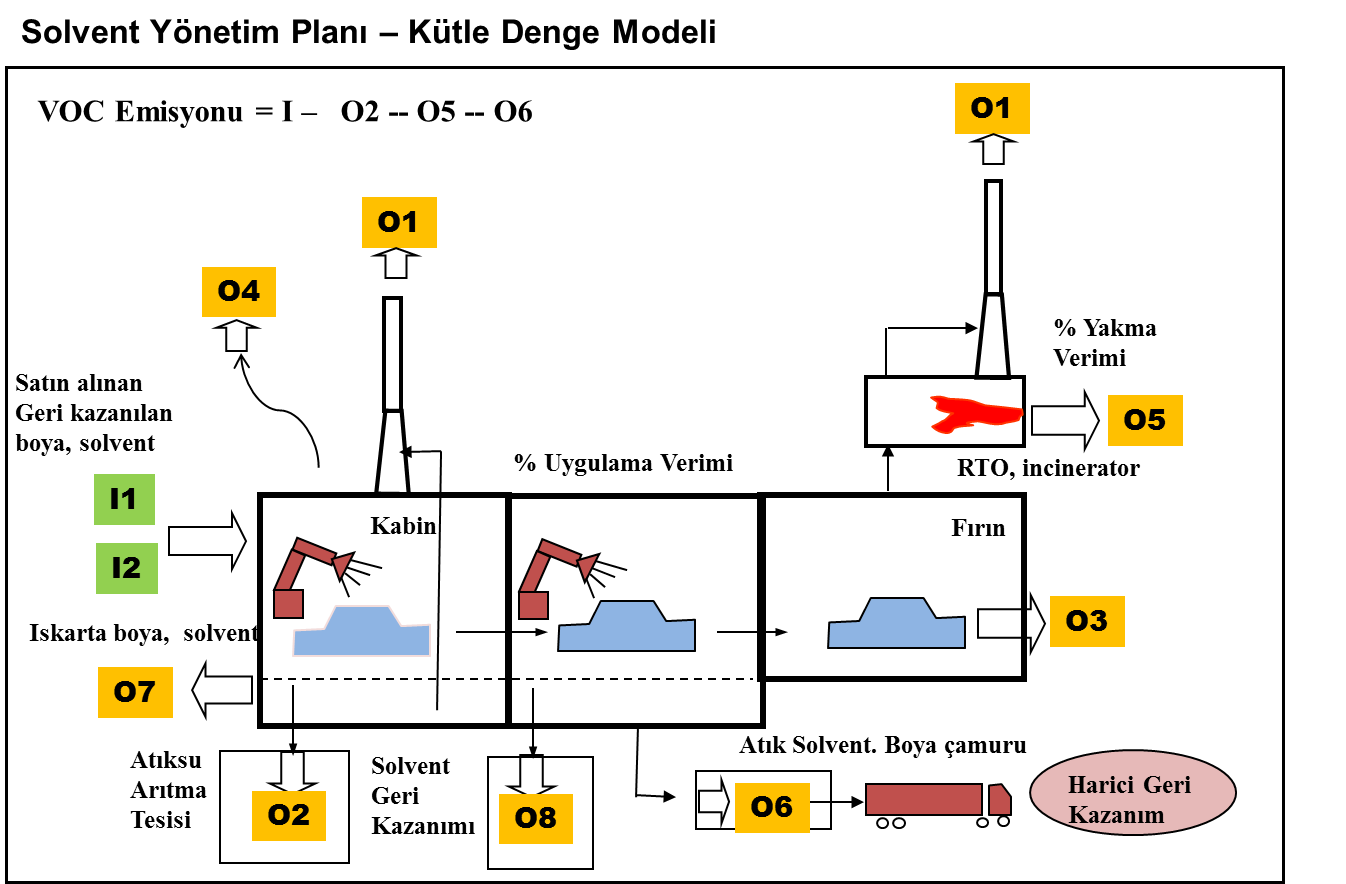 Solvent Yönetim Planı – Kütle Denge Modeli
VOC Emisyonu = I – O2 -- O5 -- O6
O1
O1
O4
% Yakma
Verimi
Satın alınan
Geri kazanılan
boya, solvent
O5
% Uygulama Verimi
RTO, incinerator
I1
Kabin
Fırın
I2
Iskarta boya, solvent
O3
O7
Atıksu
Arıtma
Tesisi
O2
Solvent
Geri
Kazanımı
O8
Atık Solvent. Boya çamuru
O6
Harici Geri
Kazanım